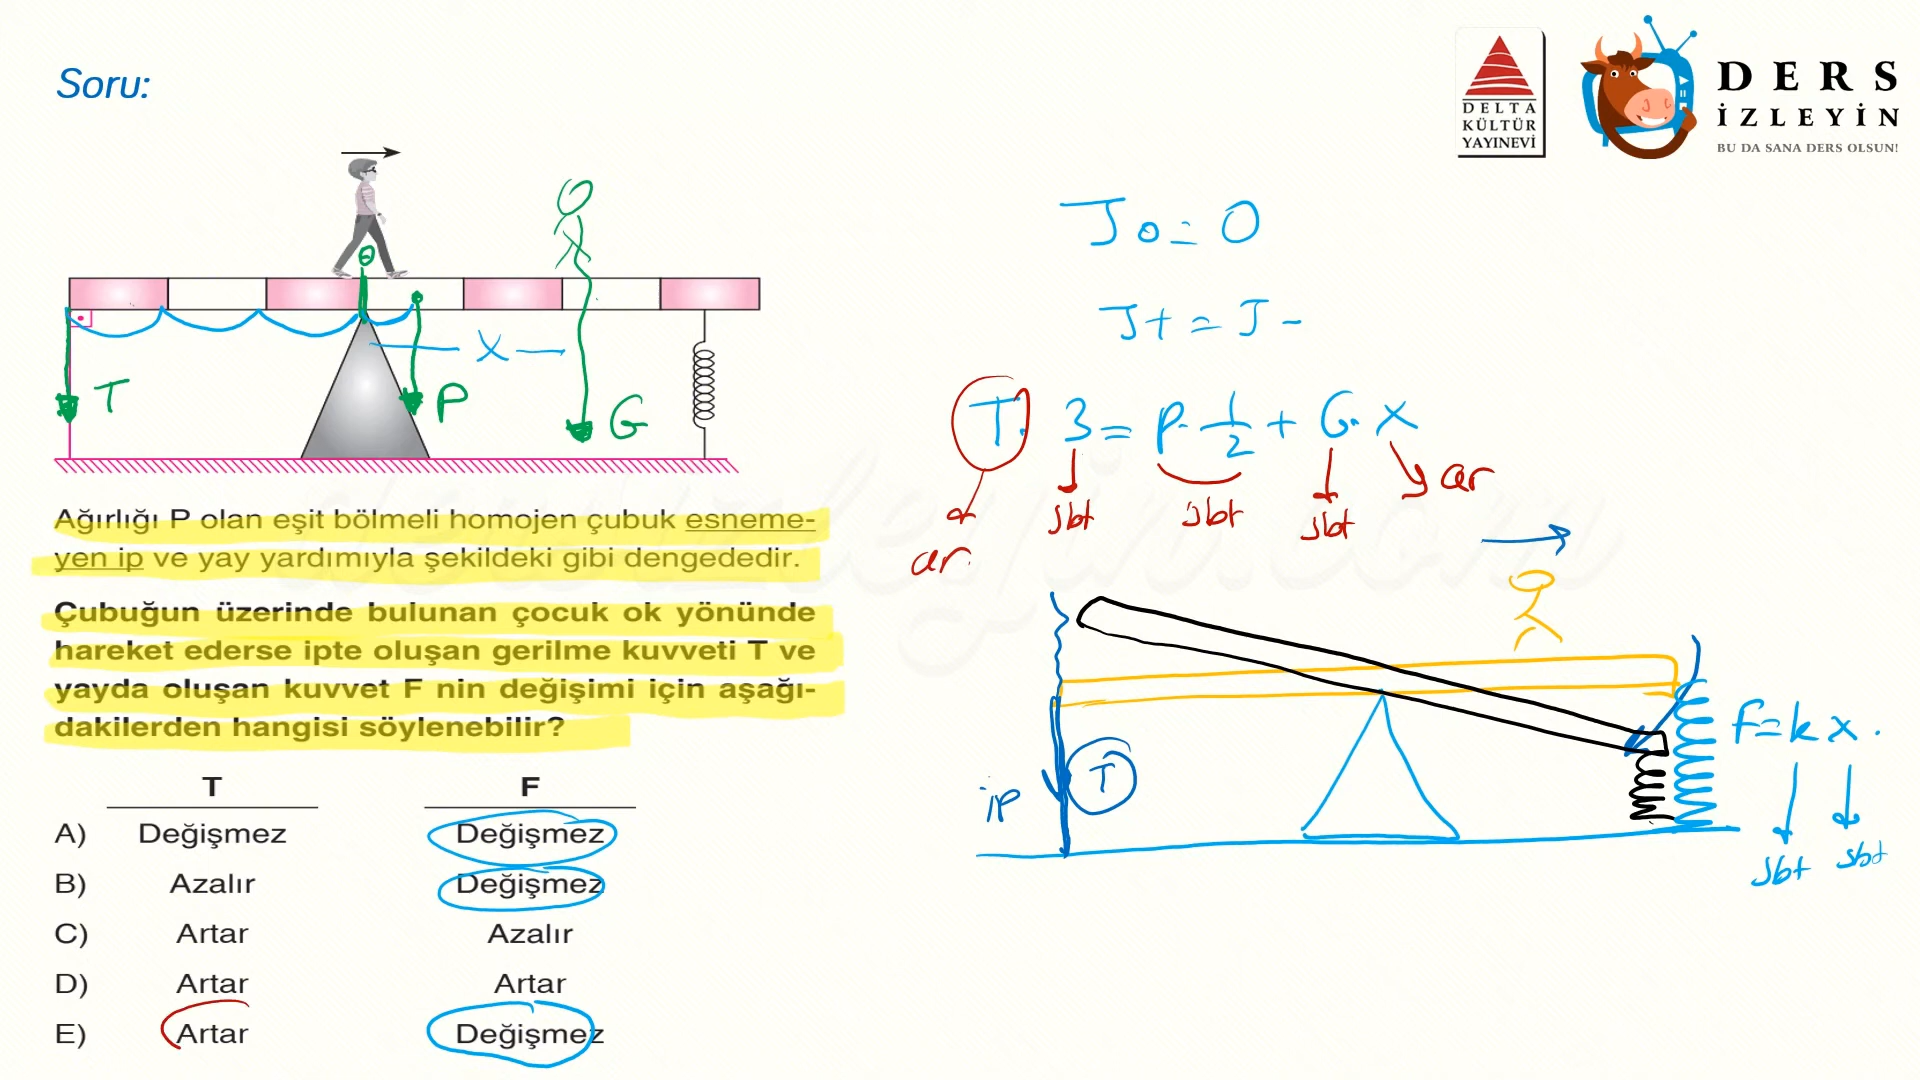 Soru:
DELTA
KÜLTÜR
YAYINEVİ
DERS
İZLEYİN
BU DA SANA DERS OLSUN!
T
X
P
G
Ağırlığı P olan eşit bölmeli homojen çubuk esneme-
yen ip ve yay yardımıyla şekildeki gibi dengededir.
Çubuğun üzerinde bulunan çocuk ok yönünde
hareket ederse ipte oluşan gerilme kuvveti T ve
yayda oluşan kuvvet F nin değişimi için aşağı-
dakilerden hangisi söylenebilir?
T F
A) Değişmez Değişmez
B) Azalır Değişmez
C) Artar Azalır
D) Artar Artar
E) Artar Değişmez
= 0
+ = -
T. 3 = P. 1/2 + G. X
sbt sbt sbt ar
ar.
ip
T
F = k x .
sbt sbt